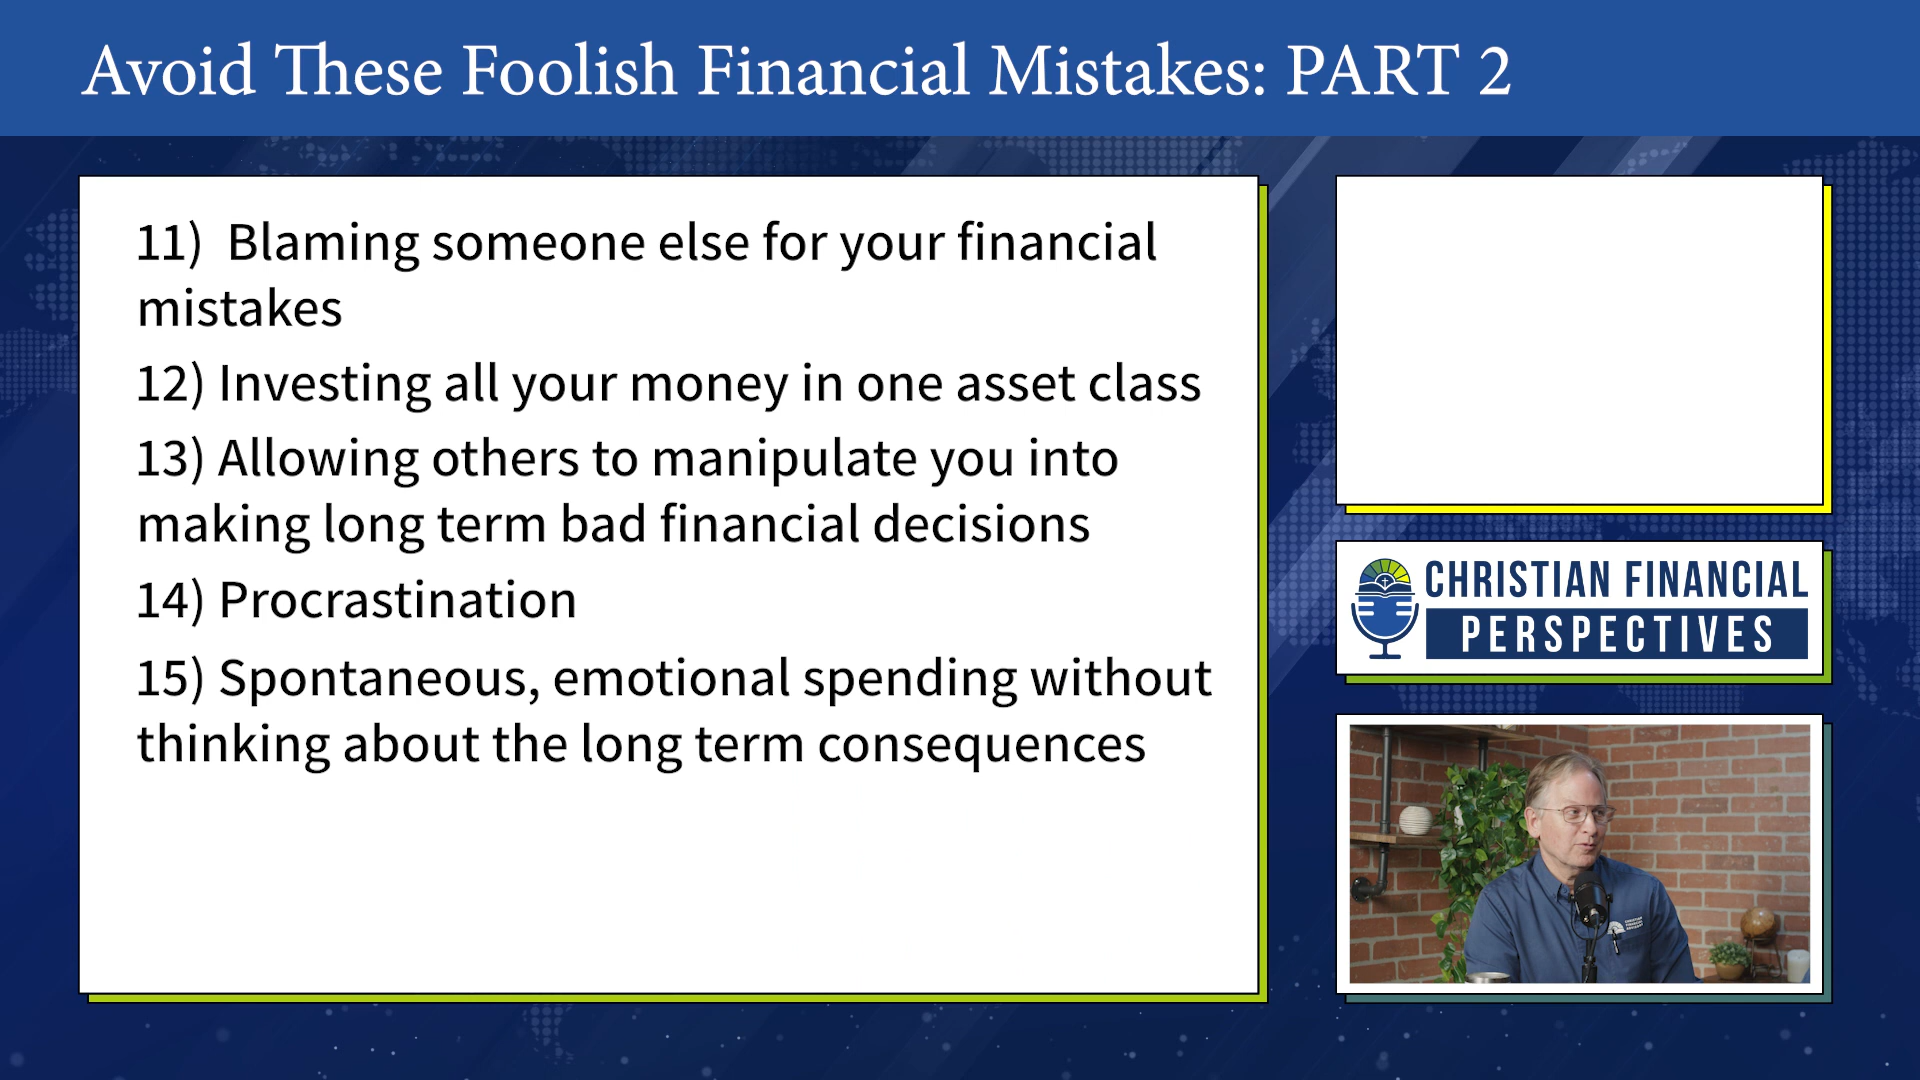 Avoid These Foolish Financial Mistakes: PART 2
11) Blaming someone else for your financial
mistakes
12) Investing all your money in one asset class
13) Allowing others to manipulate you into
making long term bad financial decisions
14) Procrastination
15) Spontaneous, emotional spending without
thinking about the long term consequences
CHRISTIAN FINANCIAL
PERSPECTIVES